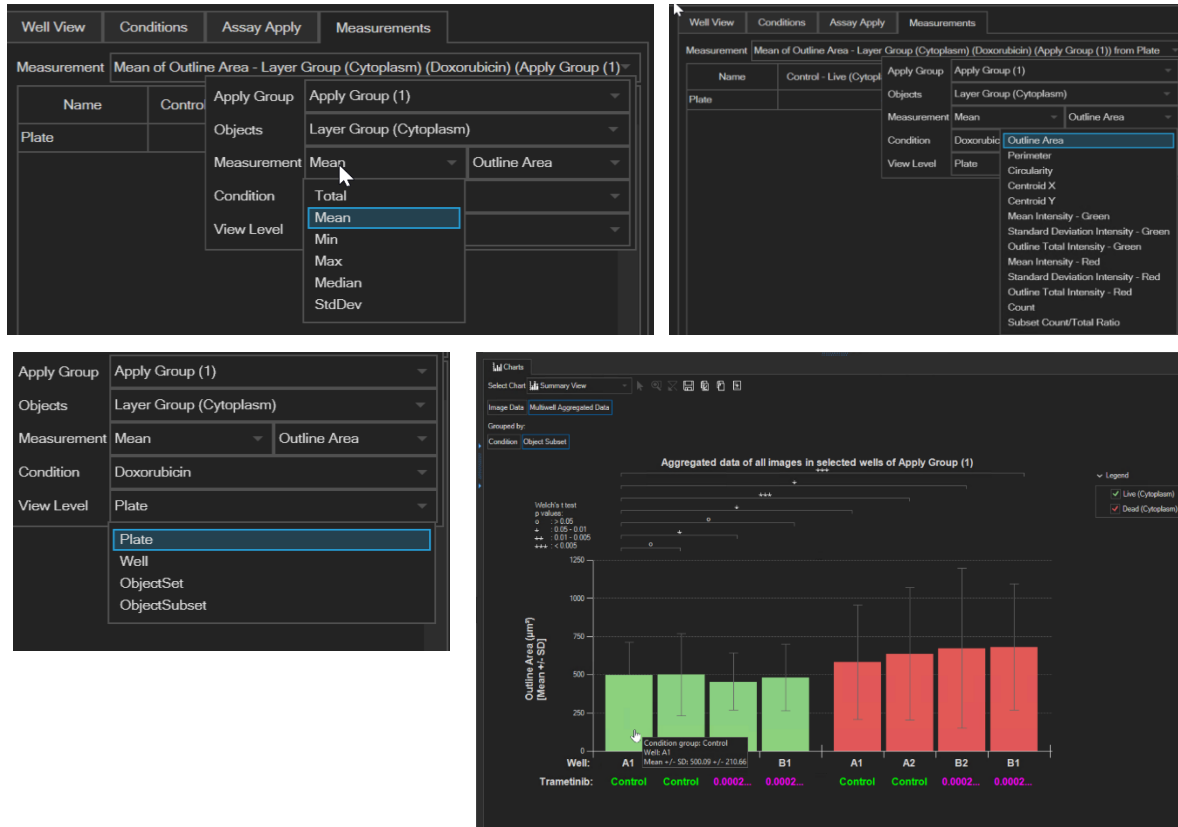 Well View Conditions Assay Apply Measurements
Measurement Mean of Outline Area - Layer Group (Cytoplasm) (Doxorubicin) (Apply Group (1)
Name Control
Plate
Apply Group Apply Group (1)
Objects Layer Group (Cytoplasm)
Measurement Mean Outline Area
Condition
View Level
Total
Mean
Min
Max
Median
StdDev
Well View Conditions Assay Apply Measurements
Measurement Mean of Outline Area - Layer Group (Cytoplasm) (Doxorubicin) (Apply Group (1)) from Plate
Name Control - Live (Cytopl
Plate
Apply Group Apply Group (1)
Objects Layer Group (Cytoplasm)
Measurement Mean Outline Area
Condition Doxorubic
View Level Plate
Outline Area
Perimeter
Circularity
Centroid X
Centroid Y
Mean Intensity - Green
Standard Deviation Intensity - Green
Outline Total Intensity - Green
Mean Intensity - Red
Standard Deviation Intensity - Red
Outline Total Intensity - Red
Count
Subset Count/Total Ratio
Apply Group Apply Group (1)
Objects Layer Group (Cytoplasm)
Measurement Mean Outline Area
Condition Doxorubicin
View Level Plate
Plate
Well
ObjectSet
ObjectSubset
Charts
Select Chart Summary View
Image Data Multiwell Aggregated Data
Grouped by:
Condition Object Subset
Aggregated data of all images in selected wells of Apply Group (1)
+++
+
+++
+
o
+
o
Welch's t test
p values:
o : > 0.05
+ : 0.05 - 0.01
++ : 0.01 - 0.005
+++ : < 0.005
Legend
Live (Cytoplasm)
Dead (Cytoplasm)
Outline Area (µm²)
[Mean +/- SD]
1250
1000
750
500
250
0
Condition group: Control
Well: A1
Mean +/- SD: 500.09 +/- 210.66
Well: A1 B1 A1 A2 B2 B1
Trametinib: Control Control 0.0002... 0.0002... Control Control 0.0002... 0.0002...